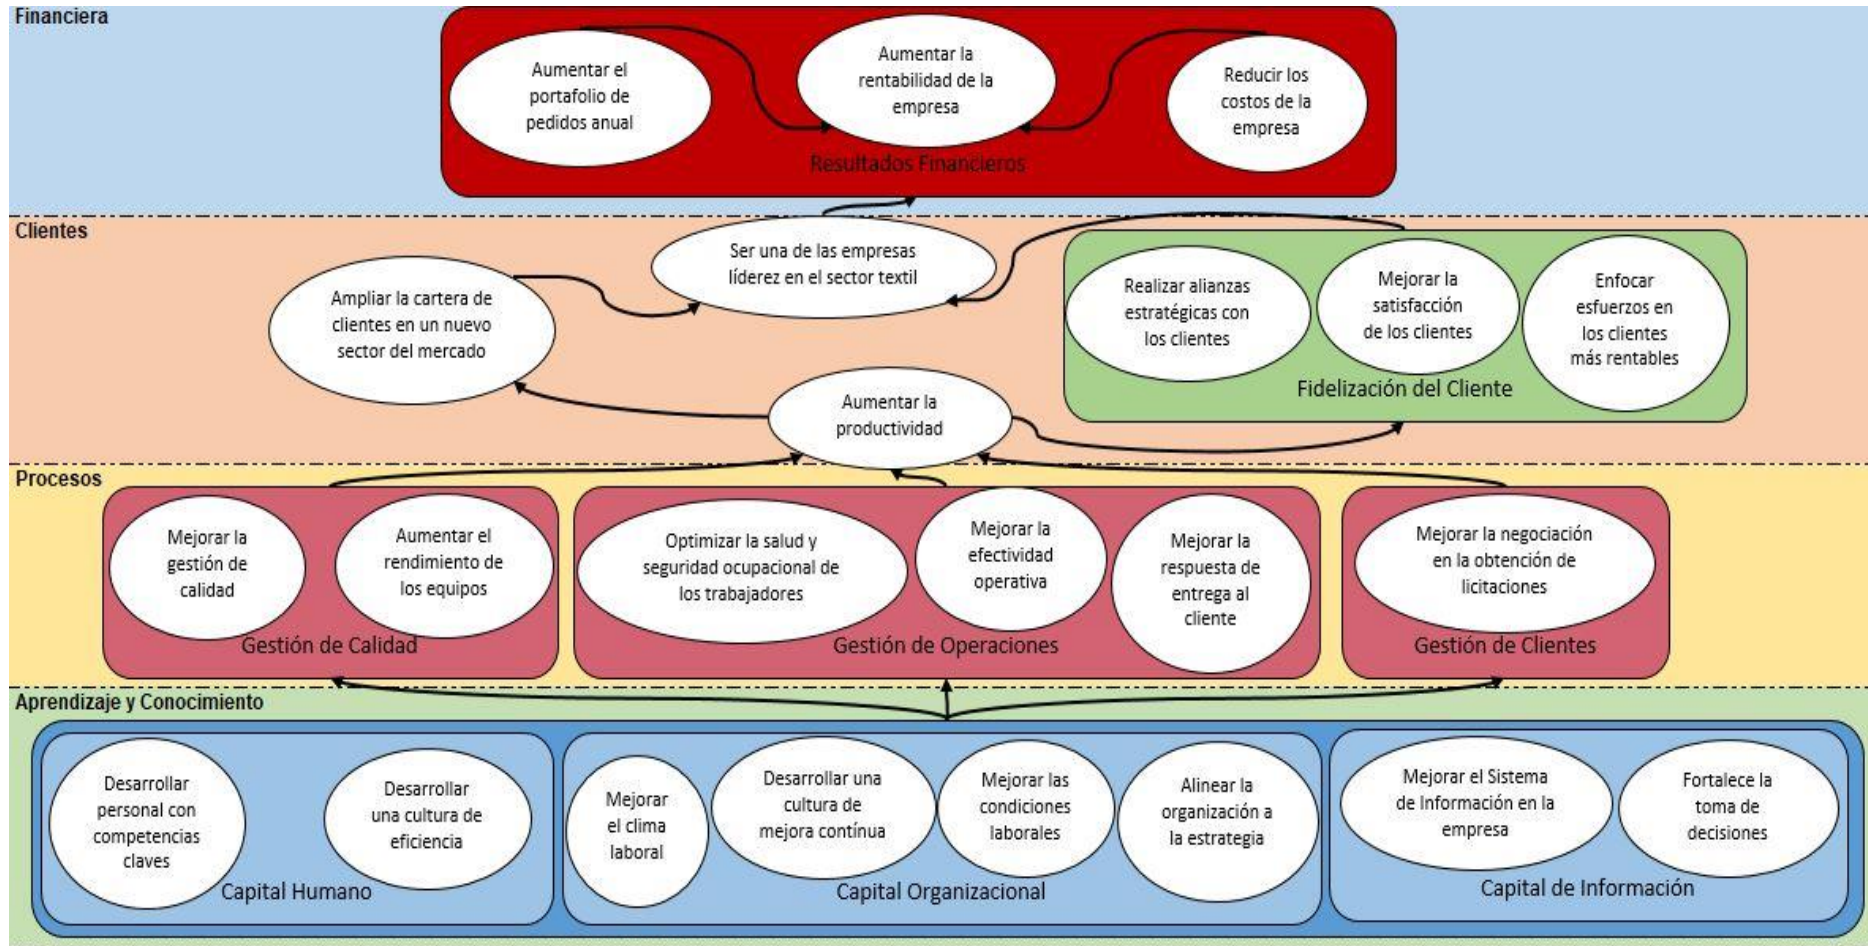 Financiera
Aumentar el
portafolio de
pedidos anual
Aumentar la
rentabilidad de la
empresa
Reducir los
costos de la
empresa
Resultados Financieros
Clientes
Ser una de las empresas
líderez en el sector textil
Ampliar la cartera de
clientes en un nuevo
sector del mercado
Realizar alianzas
estratégicas con
los clientes
Mejorar la
satisfacción
de los clientes
Enfocar
esfuerzos en
los clientes
más rentables
Fidelización del Cliente
Aumentar la
productividad
Procesos
Mejorar la
gestión de
calidad
Aumentar el
rendimiento de
los equipos
Gestión de Calidad
Optimizar la salud y
seguridad ocupacional de
los trabajadores
Mejorar la
efectividad
operativa
Mejorar la
respuesta de
entrega al
cliente
Gestión de Operaciones
Mejorar la negociación
en la obtención de
licitaciones
Gestión de Clientes
Aprendizaje y Conocimiento
Desarrollar
personal con
competencias
claves
Desarrollar
una cultura de
eficiencia
Capital Humano
Mejorar
el clima
laboral
Desarrollar una
cultura de
mejora contínua
Mejorar las
condiciones
laborales
Alinear la
organización a
la estrategia
Capital Organizacional
Mejorar el Sistema
de Información en la
empresa
Fortalece la
toma de
decisiones
Capital de Información